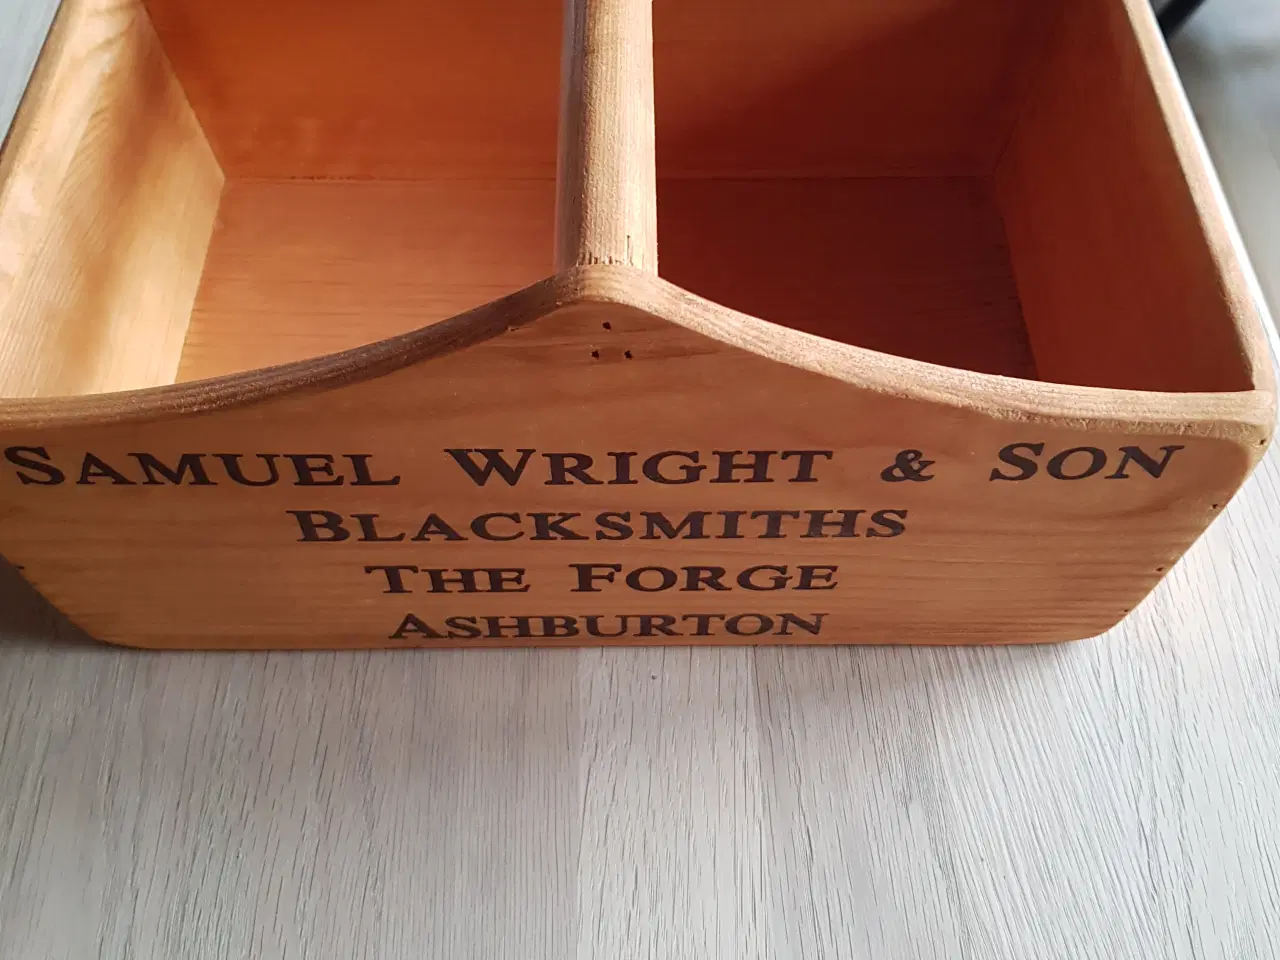 SAMUEL WRIGHT & SON
BLACKSMITHS
THE FORGE
ASHBURTON